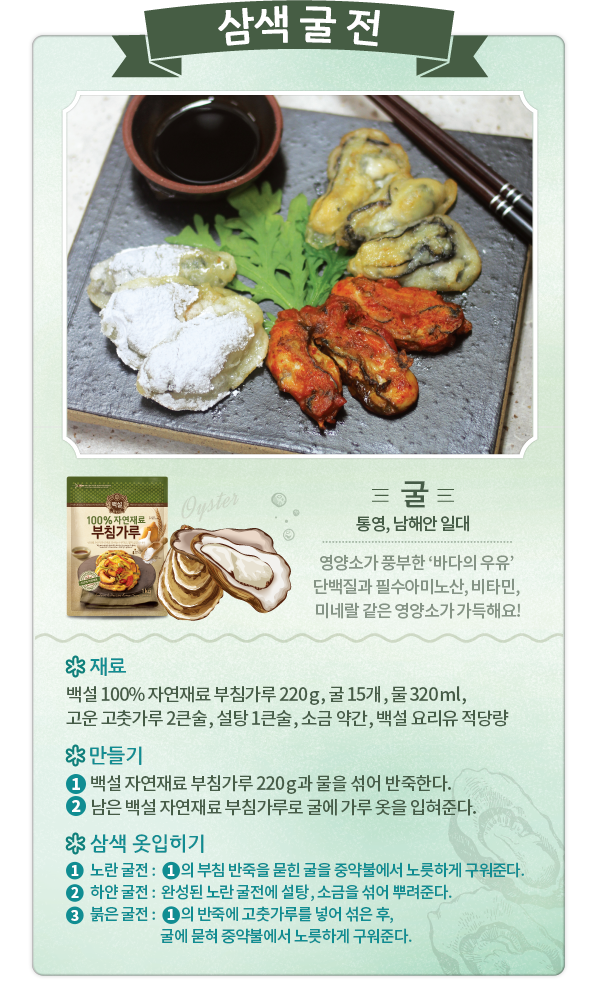 삼색 굴 전
Oyster
백설
100% 자연재료
부침가루
굴
통영, 남해안 일대
영양소가 풍부한 ‘바다의 우유’
단백질과 필수아미노산, 비타민,
미네랄 같은 영양소가 가득해요!
재료
백설 100% 자연재료 부침가루 220g, 굴 15개, 물 320ml,
고운 고춧가루 2큰술, 설탕 1큰술, 소금 약간, 백설 요리유 적당량
만들기
1 백설 자연재료 부침가루 220g과 물을 섞어 반죽한다.
2 남은 백설 자연재료 부침가루로 굴에 가루 옷을 입혀준다.
삼색 옷입히기
1 노란 굴전 : 1의 부침 반죽을 묻힌 굴을 중약불에서 노릇하게 구워준다.
2 하얀 굴전 : 완성된 노란 굴전에 설탕, 소금을 섞어 뿌려준다.
3 붉은 굴전 : 1의 반죽에 고춧가루를 넣어 섞은 후,
굴에 묻혀 중약불에서 노릇하게 구워준다.